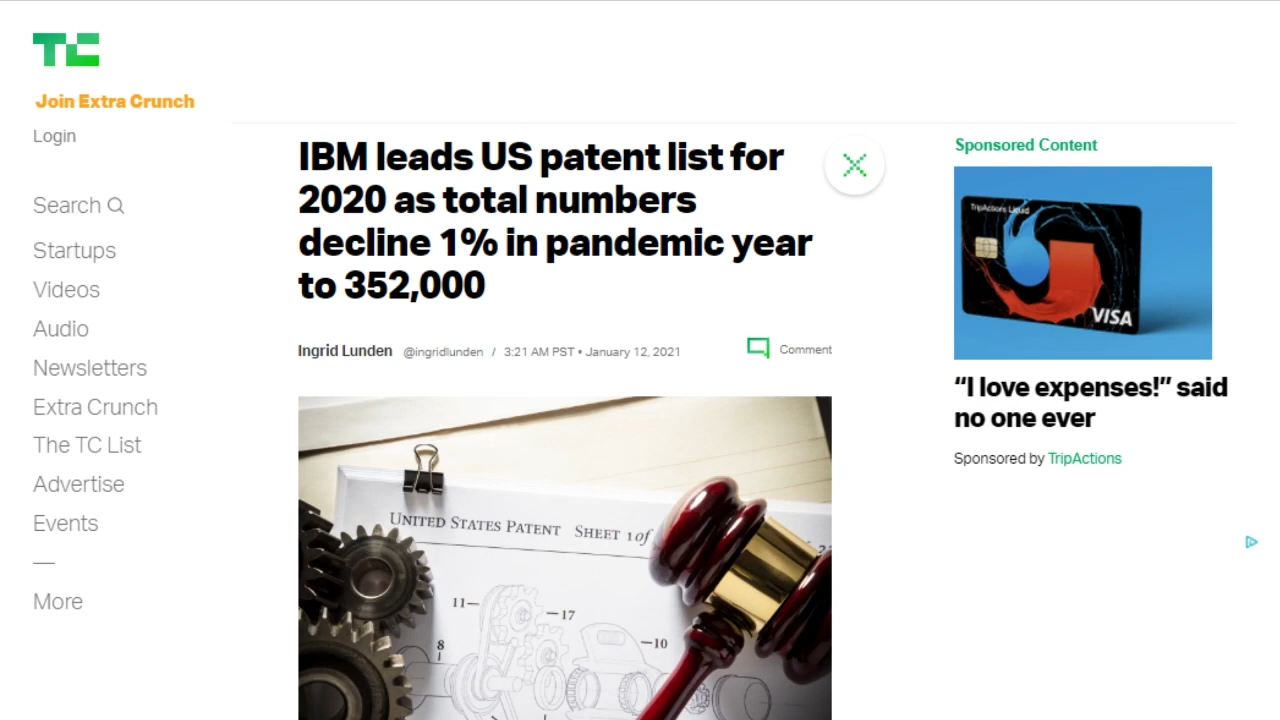 TC
Join Extra Crunch
Login
Search
Startups
Videos
Audio
Newsletters
Extra Crunch
The TC List
Advertise
Events
—
More
IBM leads US patent list for
2020 as total numbers
decline 1% in pandemic year
to 352,000
Ingrid Lunden @ingridlunden / 3:21 AM PST • January 12, 2021
Comment
UNITED STATES PATENT SHEET 1 of
11
17
10
8
Sponsored Content
TripActions Liquid
VISA
“I love expenses!” said
no one ever
Sponsored by TripActions